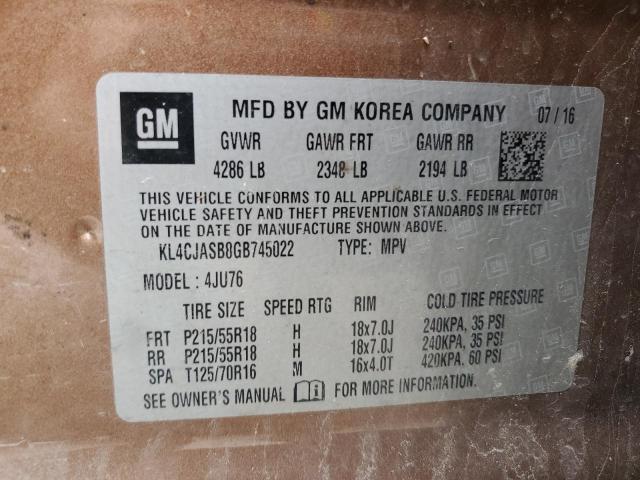 GM
MFD BY GM KOREA COMPANY 07/16
GVWR GAWR FRT GAWR RR
4286 LB 2348 LB 2194 LB
THIS VEHICLE CONFORMS TO ALL APPLICABLE U.S. FEDERAL MOTOR
VEHICLE SAFETY AND THEFT PREVENTION STANDARDS IN EFFECT
ON THE DATE OF MANUFACTURE SHOWN ABOVE.
KL4CJASB8GB745022 TYPE: MPV
MODEL: 4JU76
TIRE SIZE SPEED RTG RIM COLD TIRE PRESSURE
FRT P215/55R18 H 18x7.0J 240KPA, 35 PSI
RR P215/55R18 H 18x7.0J 240KPA, 35 PSI
SPA T125/70R16 M 16x4.0T 420KPA, 60 PSI
SEE OWNER'S MANUAL FOR MORE INFORMATION.